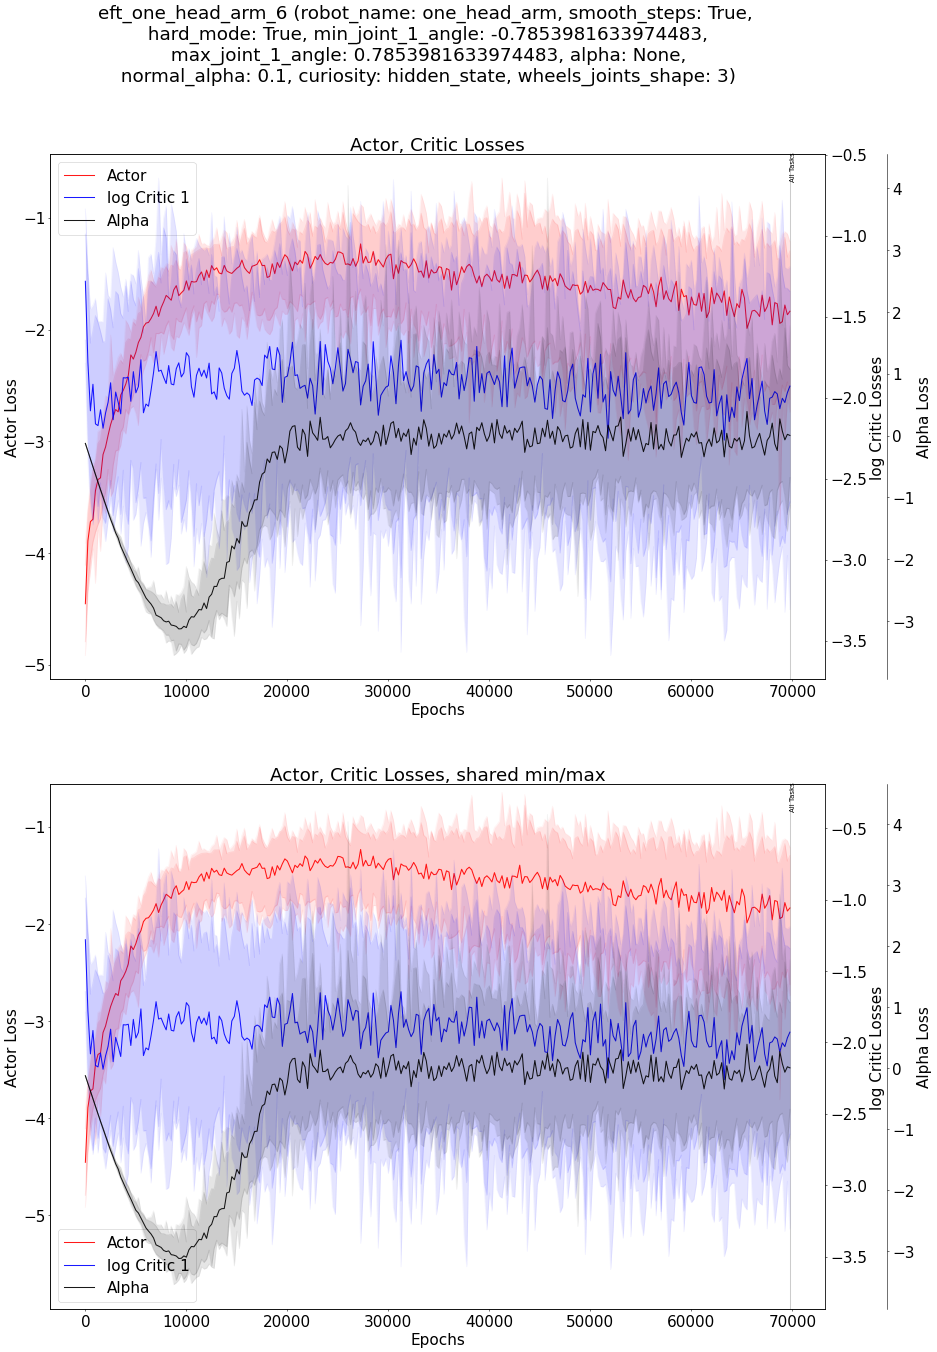 eft_one_head_arm_6 (robot_name: one_head_arm, smooth_steps: True,
hard_mode: True, min_joint_1_angle: -0.7853981633974483,
max_joint_1_angle: 0.7853981633974483, alpha: None,
normal_alpha: 0.1, curiosity: hidden_state, wheels_joints_shape: 3)
Actor, Critic Losses
Actor
log Critic 1
Alpha
All Tasks
−1
−2
−3
−4
−5
Actor Loss
−0.5
−1.0
−1.5
−2.0
−2.5
−3.0
−3.5
log Critic Losses
4
3
2
1
0
−1
−2
−3
Alpha Loss
0
10000
20000
30000
40000
50000
60000
70000
Epochs
Actor, Critic Losses, shared min/max
All Tasks
−1
−2
−3
−4
−5
Actor Loss
−0.5
−1.0
−1.5
−2.0
−2.5
−3.0
−3.5
log Critic Losses
4
3
2
1
0
−1
−2
−3
Alpha Loss
Actor
log Critic 1
Alpha
0
10000
20000
30000
40000
50000
60000
70000
Epochs